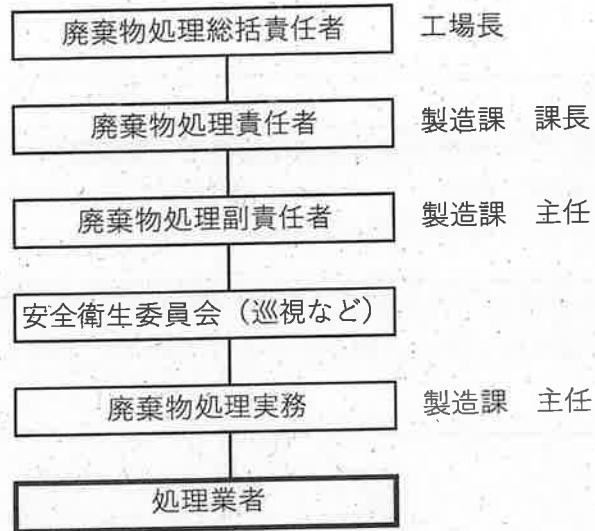 廃棄物処理総括責任者 工場長
廃棄物処理責任者 製造課 課長
廃棄物処理副責任者 製造課 主任
安全衛生委員会（巡視など）
廃棄物処理実務 製造課 主任
処理業者